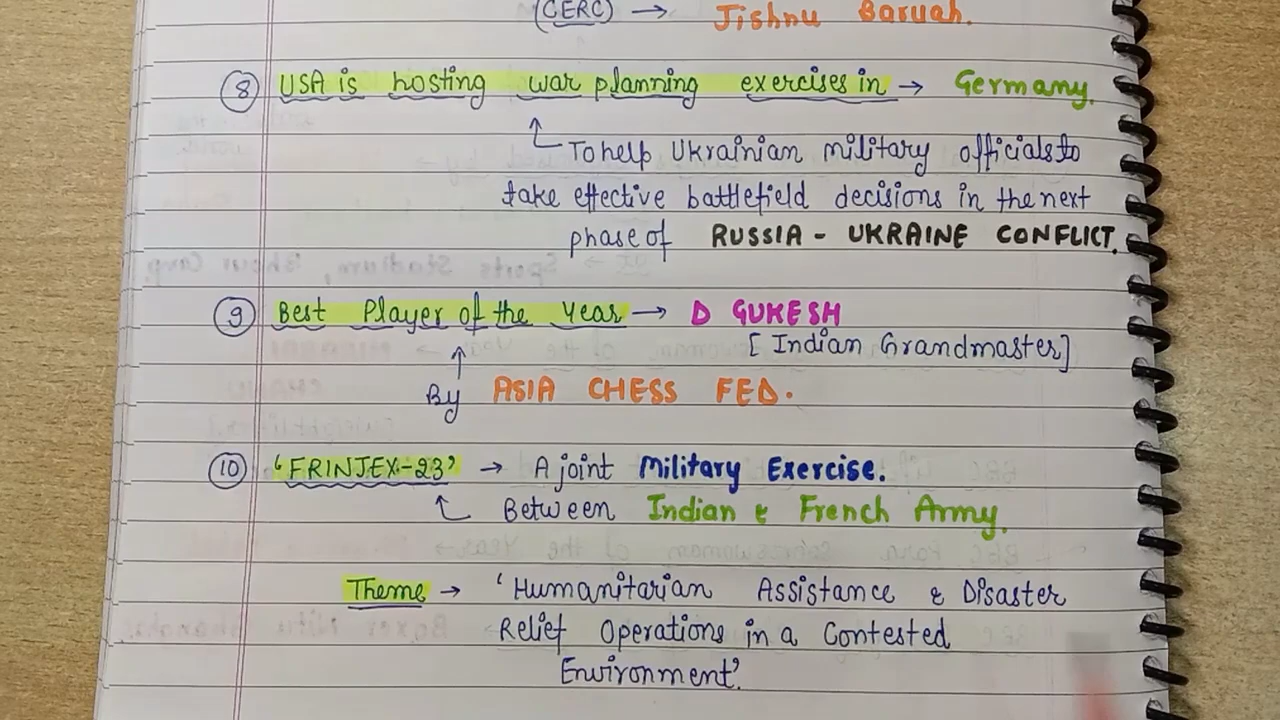 (CERC) → Jishnu Baruah.
8 USA is hosting war planning exercises in → Germany.
To help Ukrainian military officials to
take effective battlefield decisions in the next
phase of RUSSIA - UKRAINE CONFLICT.
9 Best Player of the Year → D GUKESH
[Indian Grandmaster]
By ASIA CHESS FED.
10 'FRINJEX-23' → A joint Military Exercise.
Between Indian & French Army.
Theme → 'Humanitarian Assistance & Disaster
Relief Operations in a Contested
Environment'.